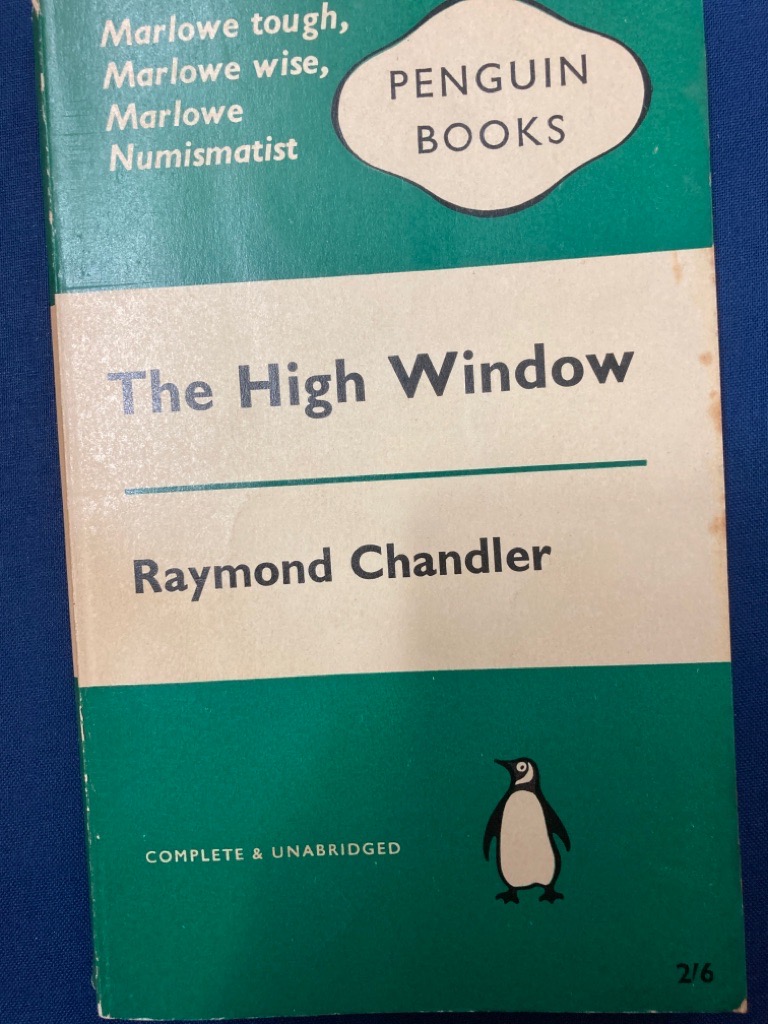 Marlowe tough,
Marlowe wise,
Marlowe
Numismatist
PENGUIN
BOOKS
The High Window
Raymond Chandler
COMPLETE & UNABRIDGED
2/6